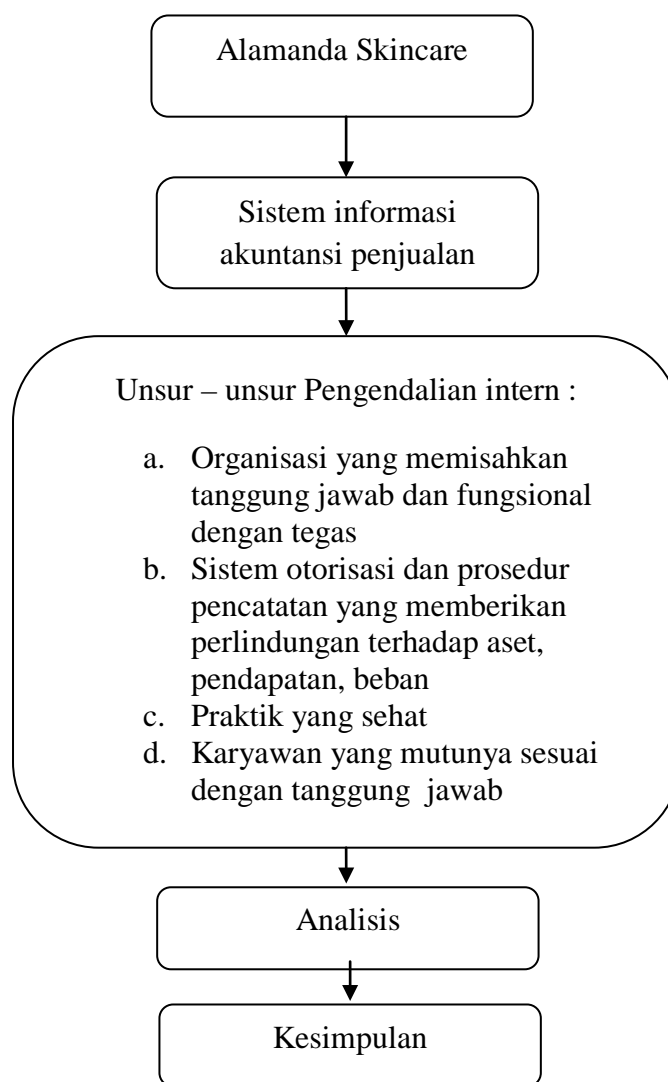 Alamanda Skincare
Sistem informasi
akuntansi penjualan
Unsur – unsur Pengendalian intern :
a. Organisasi yang memisahkan
tanggung jawab dan fungsional
dengan tegas
b. Sistem otorisasi dan prosedur
pencatatan yang memberikan
perlindungan terhadap aset,
pendapatan, beban
c. Praktik yang sehat
d. Karyawan yang mutunya sesuai
dengan tanggung jawab
Analisis
Kesimpulan